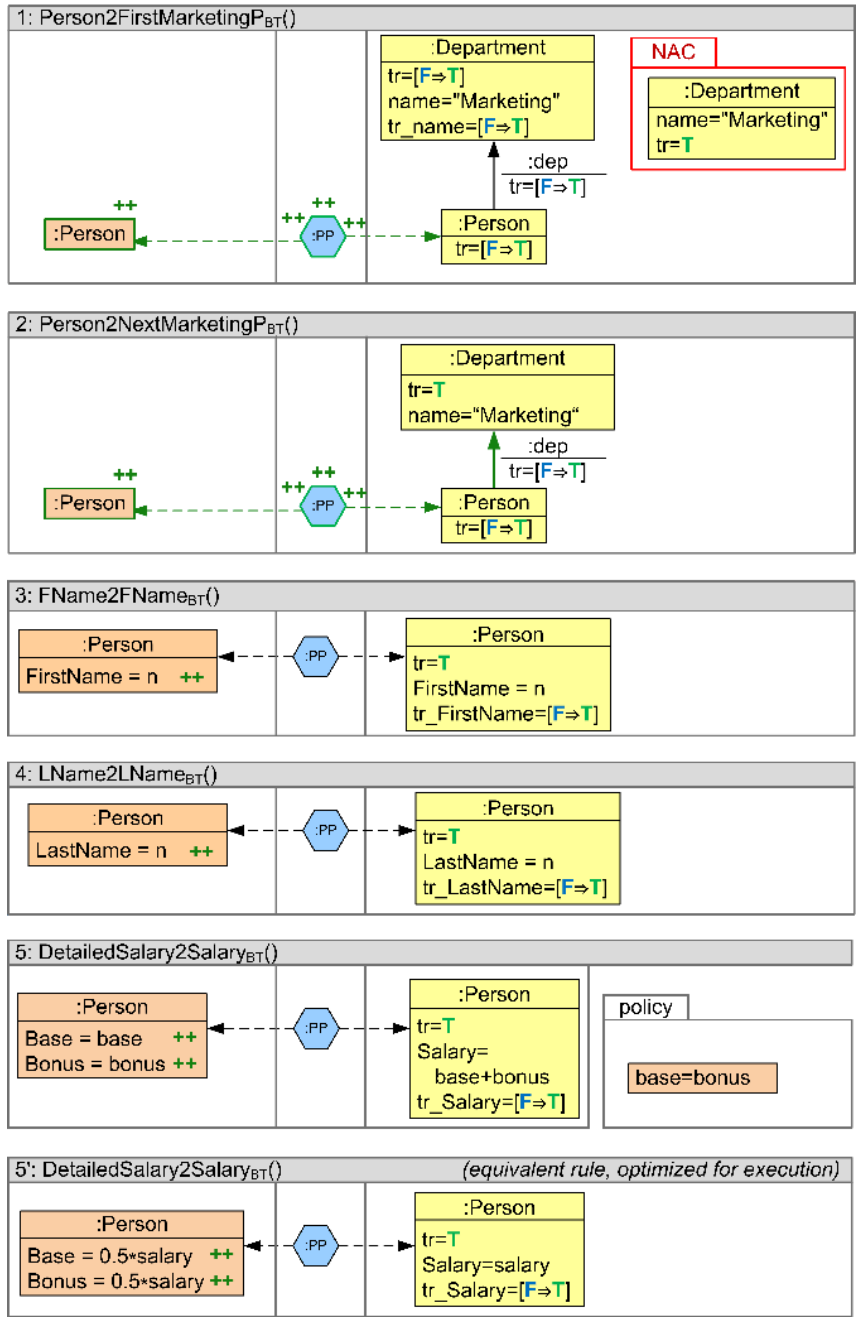 1: Person2FirstMarketingP_BT()
:Department
tr=[F⇒T]
name="Marketing"
tr_name=[F⇒T]
NAC
:Department
name="Marketing"
tr=T
:dep
tr=[F⇒T]
++
:Person
++
++
++
:PP
:Person
tr=[F⇒T]
2: Person2NextMarketingP_BT()
:Department
tr=T
name="Marketing“
:dep
tr=[F⇒T]
++
:Person
++
++
++
:PP
:Person
tr=[F⇒T]
3: FName2FName_BT()
:Person
FirstName = n ++
:PP
:Person
tr=T
FirstName = n
tr_FirstName=[F⇒T]
4: LName2LName_BT()
:Person
LastName = n ++
:PP
:Person
tr=T
LastName = n
tr_LastName=[F⇒T]
5: DetailedSalary2Salary_BT()
:Person
Base = base ++
Bonus = bonus ++
:PP
:Person
tr=T
Salary=
base+bonus
tr_Salary=[F⇒T]
policy
base=bonus
5': DetailedSalary2Salary_BT() (equivalent rule, optimized for execution)
:Person
Base = 0.5*salary ++
Bonus = 0.5*salary ++
:PP
:Person
tr=T
Salary=salary
tr_Salary=[F⇒T]